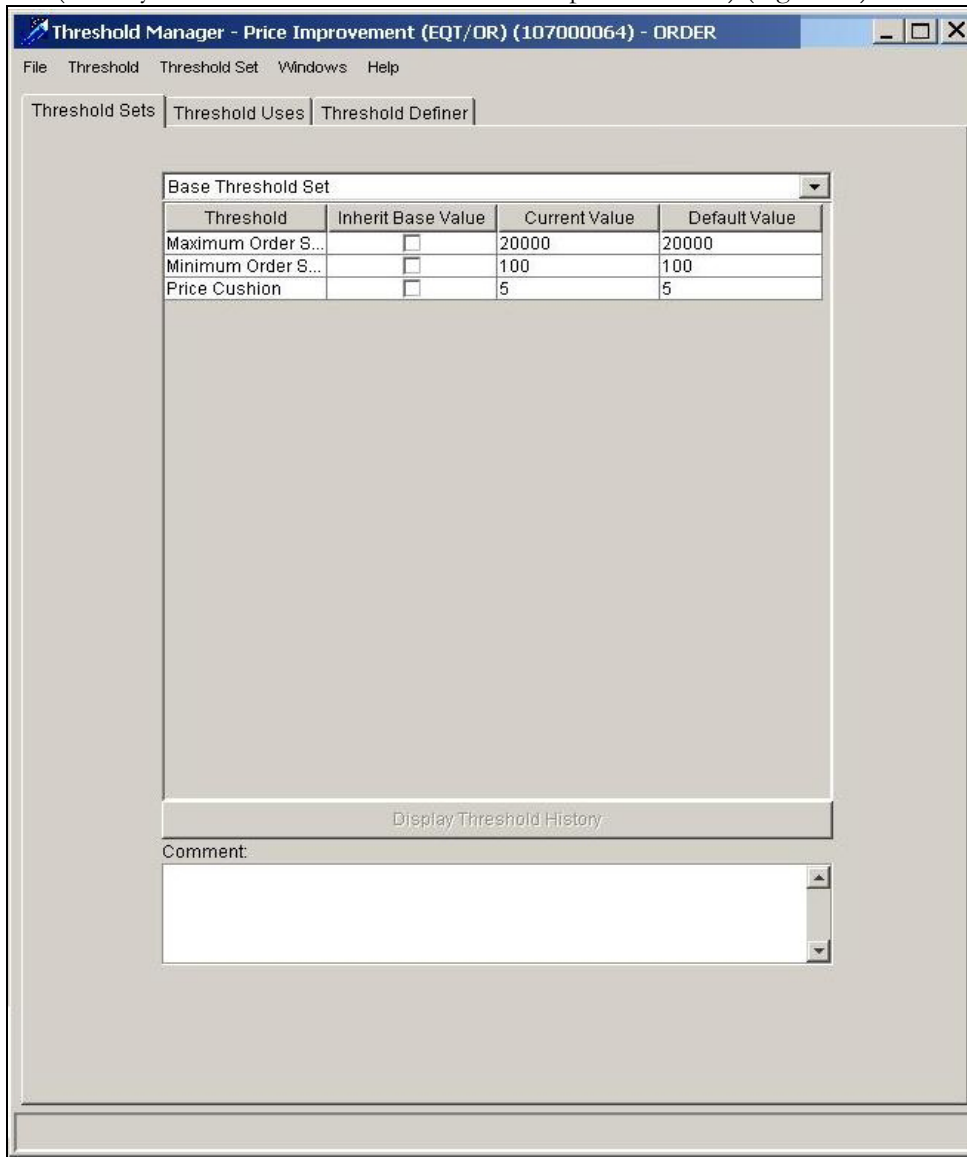 Threshold Manager - Price Improvement (EQT/OR) (107000064) - ORDER
File Threshold Threshold Set Windows Help
Threshold Sets Threshold Uses Threshold Definer
Base Threshold Set
Threshold Inherit Base Value Current Value Default Value
Maximum Order S... 20000 20000
Minimum Order S... 100 100
Price Cushion 5 5
Display Threshold History
Comment: